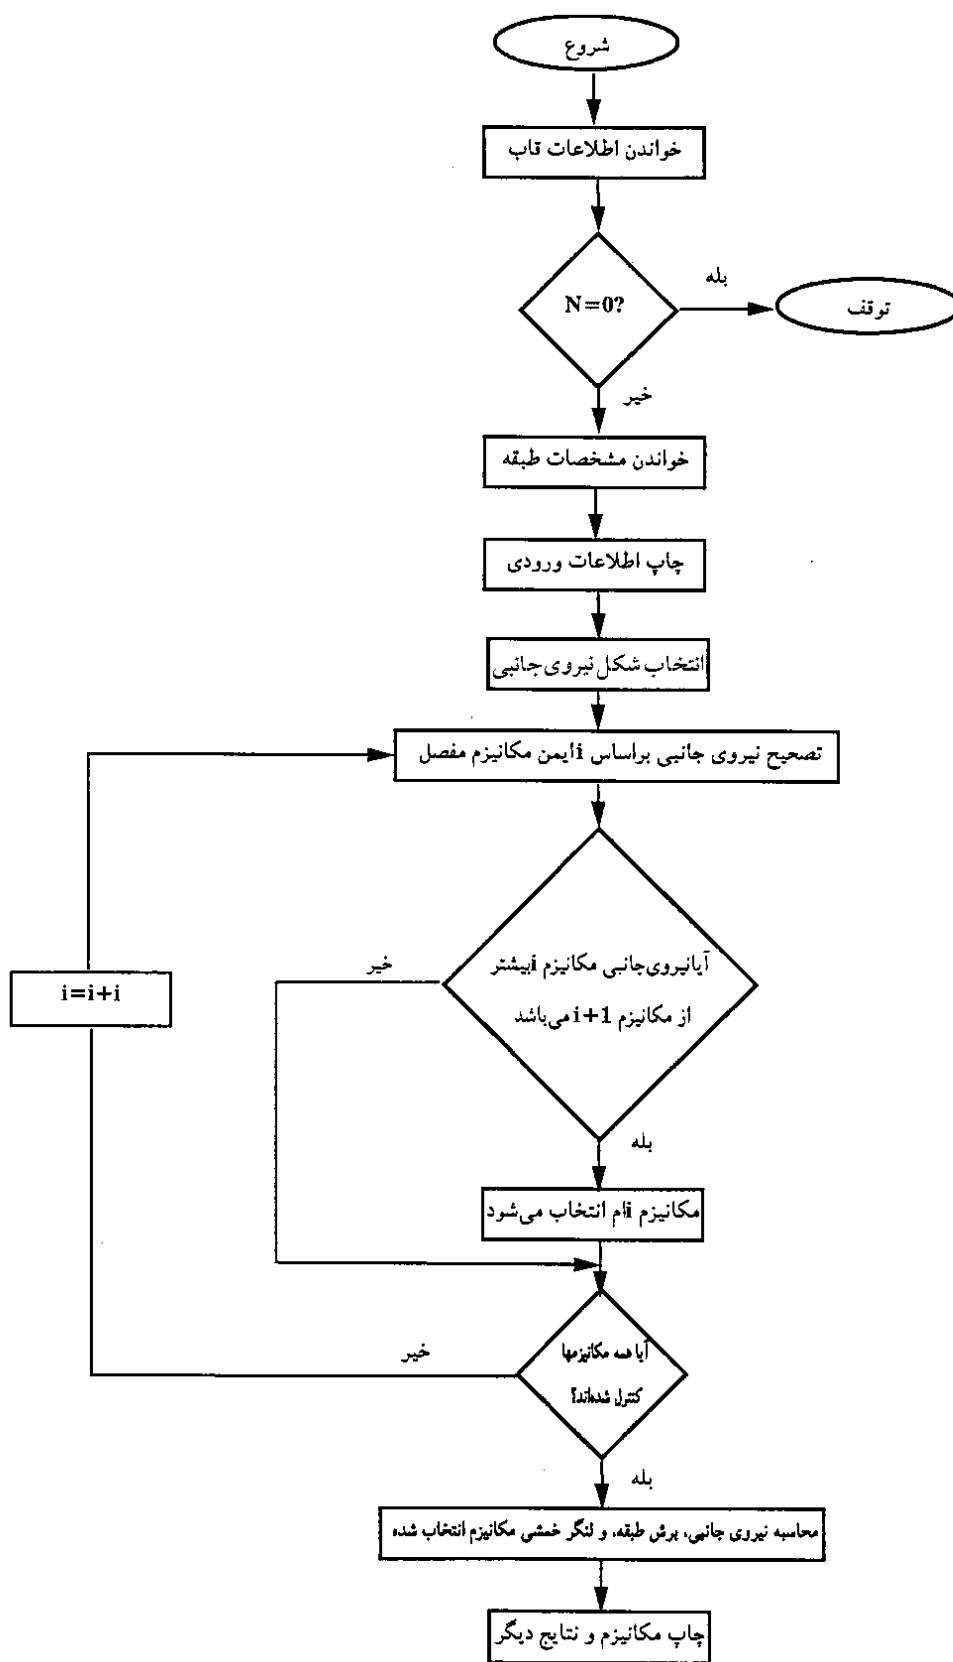 شروع
خواندن اطلاعات قاب
N=0?
بله
توقف
خیر
خواندن مشخصات طبقه
چاپ اطلاعات ورودی
انتخاب شکل نیروی جانبی
تصحیح نیروی جانبی براساس iایمن مکانیزم مفصل
آیانیروی جانبی مکانیزم iبیشتر
از مکانیزم i+1 می‌باشد
خیر
i=i+i
بله
مکانیزم iام انتخاب می‌شود
آیا همه مکانیزمها
کنترل شده‌اند؟
خیر
بله
محاسبه نیروی جانبی، برش طبقه، و لنگر خمشی مکانیزم انتخاب شده
چاپ مکانیزم و نتایج دیگر